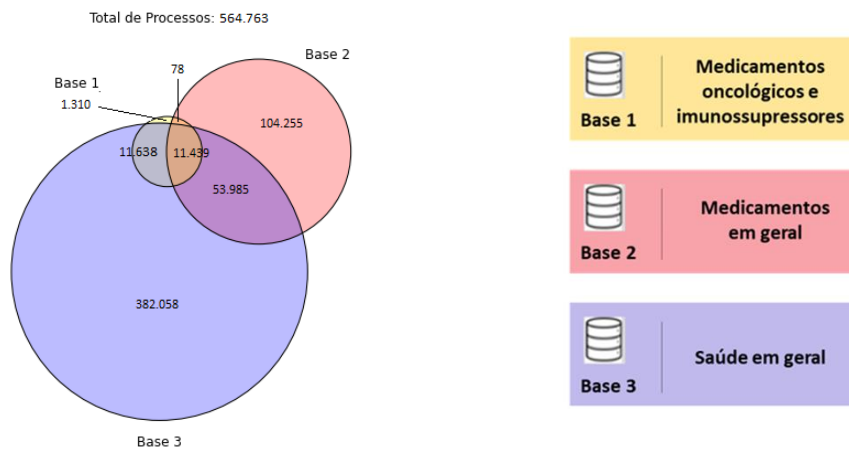 Total de Processos: 564.763
Base 2
78
Base 1
1.310
104.255
11.638
11.439
53.985
382.058
Base 3
Base 1
Medicamentos
oncológicos e
imunossupressores
Base 2
Medicamentos
em geral
Base 3
Saúde em geral